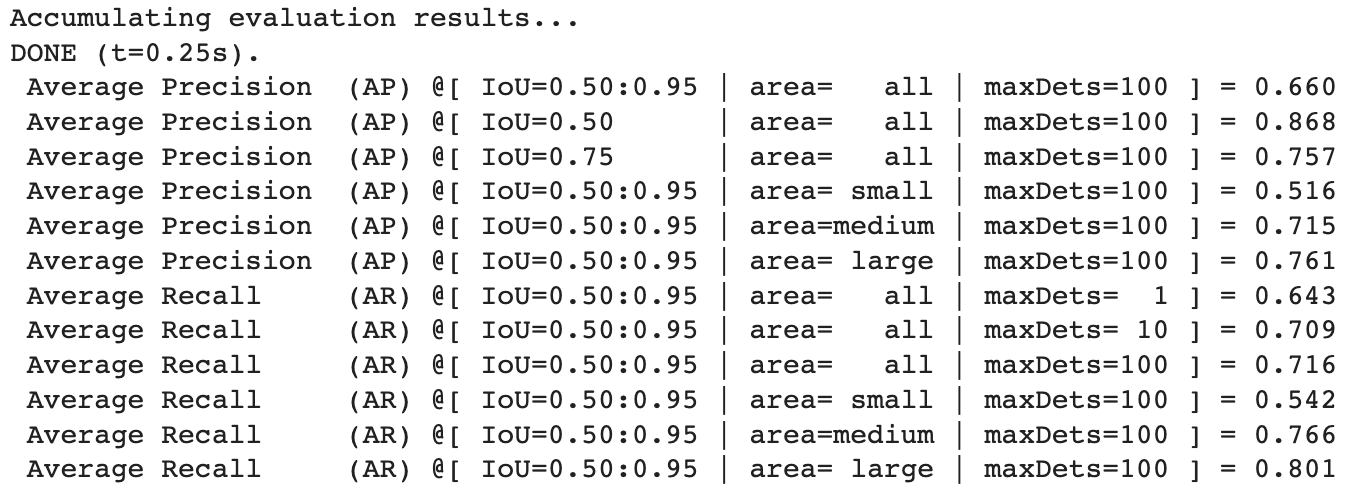 Accumulating evaluation results...
DONE (t=0.25s).
 Average Precision  (AP) @[ IoU=0.50:0.95 | area=   all | maxDets=100 ] = 0.660
 Average Precision  (AP) @[ IoU=0.50      | area=   all | maxDets=100 ] = 0.868
 Average Precision  (AP) @[ IoU=0.75      | area=   all | maxDets=100 ] = 0.757
 Average Precision  (AP) @[ IoU=0.50:0.95 | area= small | maxDets=100 ] = 0.516
 Average Precision  (AP) @[ IoU=0.50:0.95 | area=medium | maxDets=100 ] = 0.715
 Average Precision  (AP) @[ IoU=0.50:0.95 | area= large | maxDets=100 ] = 0.761
 Average Recall     (AR) @[ IoU=0.50:0.95 | area=   all | maxDets=  1 ] = 0.643
 Average Recall     (AR) @[ IoU=0.50:0.95 | area=   all | maxDets= 10 ] = 0.709
 Average Recall     (AR) @[ IoU=0.50:0.95 | area=   all | maxDets=100 ] = 0.716
 Average Recall     (AR) @[ IoU=0.50:0.95 | area= small | maxDets=100 ] = 0.542
 Average Recall     (AR) @[ IoU=0.50:0.95 | area=medium | maxDets=100 ] = 0.766
 Average Recall     (AR) @[ IoU=0.50:0.95 | area= large | maxDets=100 ] = 0.801